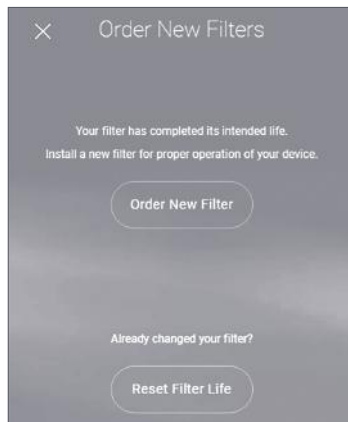 Order New Filters
Your filter has completed its intended life.
Install a new filter for proper operation of your device.
Order New Filter
Already changed your filter?
Reset Filter Life